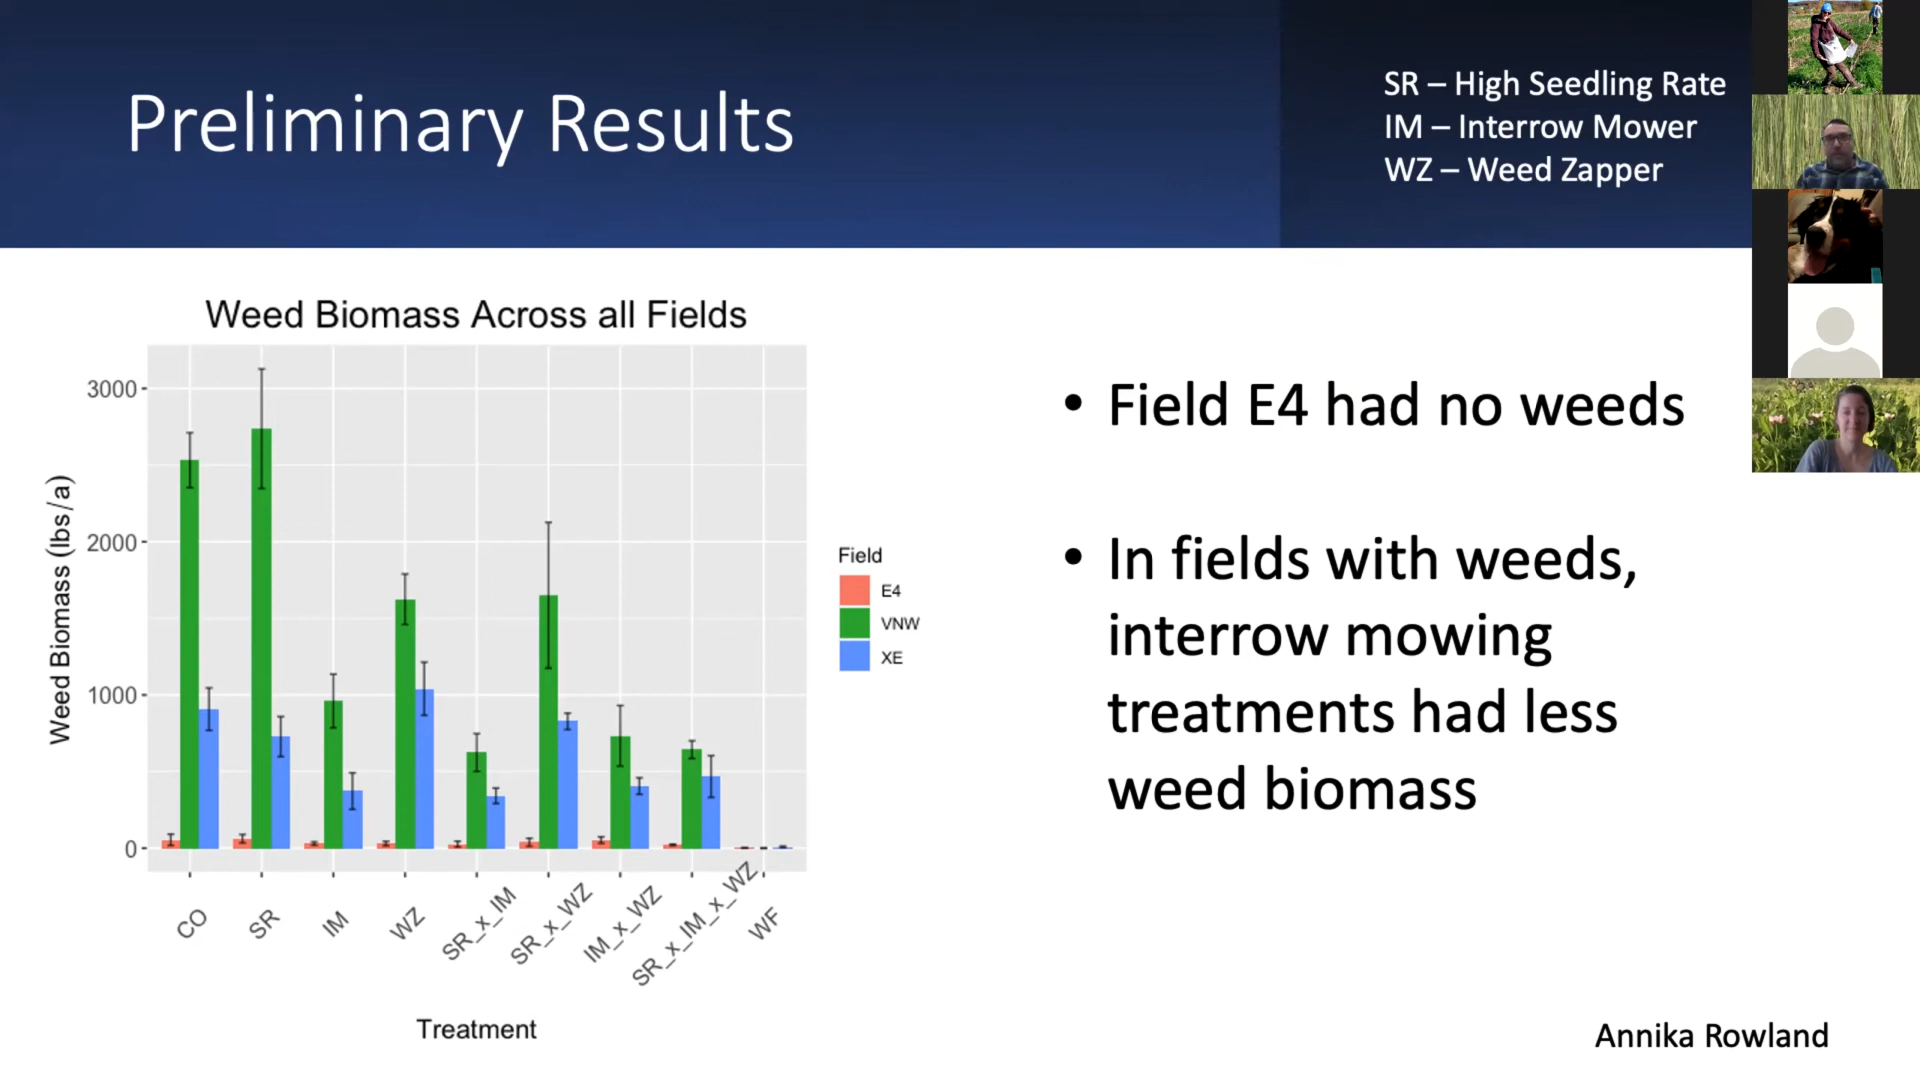 Preliminary Results
SR – High Seedling Rate
IM – Interrow Mower
WZ – Weed Zapper
Weed Biomass Across all Fields
Weed Biomass (lbs/a)
3000
2000
1000
0
CO
SR
IM
WZ
SR_x_IM
SR_x_WZ
IM_x_WZ
SR_x_IM_x_WZ
WF
Treatment
Field
E4
VNW
XE
• Field E4 had no weeds
• In fields with weeds,
interrow mowing
treatments had less
weed biomass
Annika Rowland